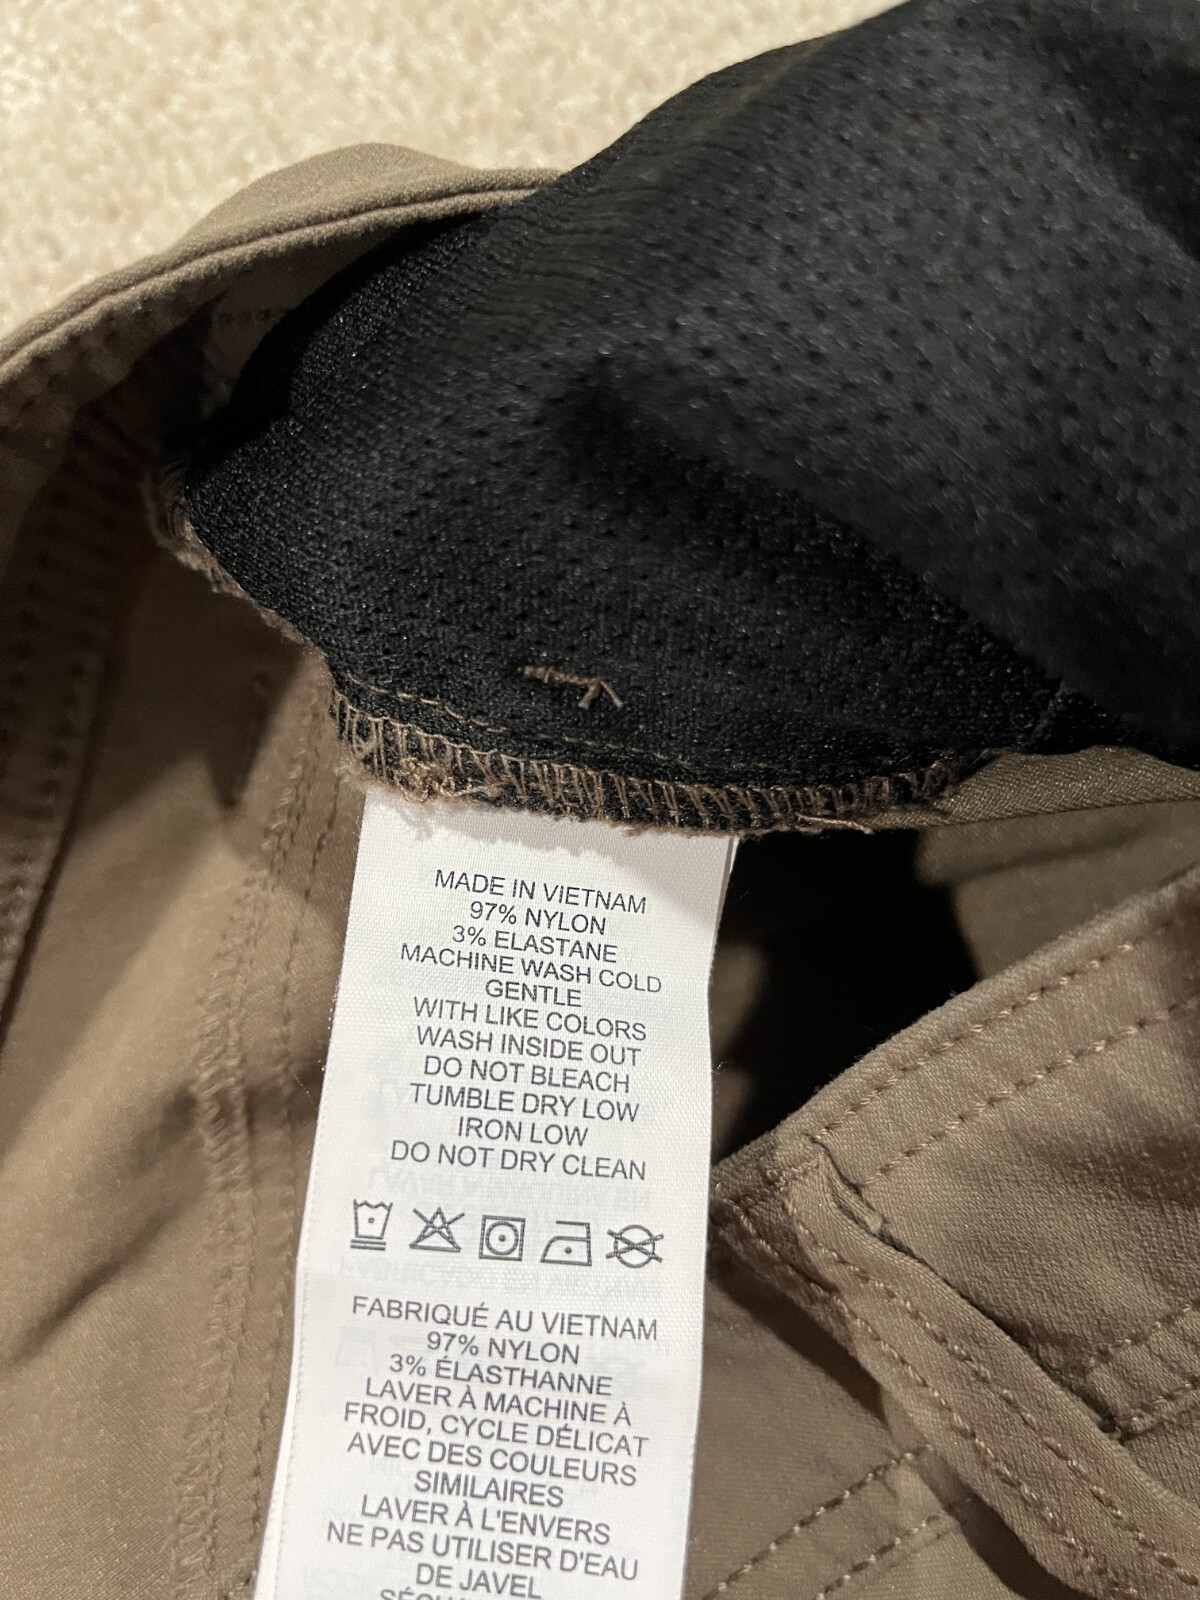 MADE IN VIETNAM
97% NYLON
3% ELASTANE
MACHINE WASH COLD
GENTLE
WITH LIKE COLORS
WASH INSIDE OUT
DO NOT BLEACH
TUMBLE DRY LOW
IRON LOW
DO NOT DRY CLEAN
FABRIQUÉ AU VIETNAM
97% NYLON
3% ÉLASTHANNE
LAVER À MACHINE À
FROID, CYCLE DÉLICAT
AVEC DES COULEURS
SIMILAIRES
LAVER À L'ENVERS
NE PAS UTILISER D'EAU
DE JAVEL